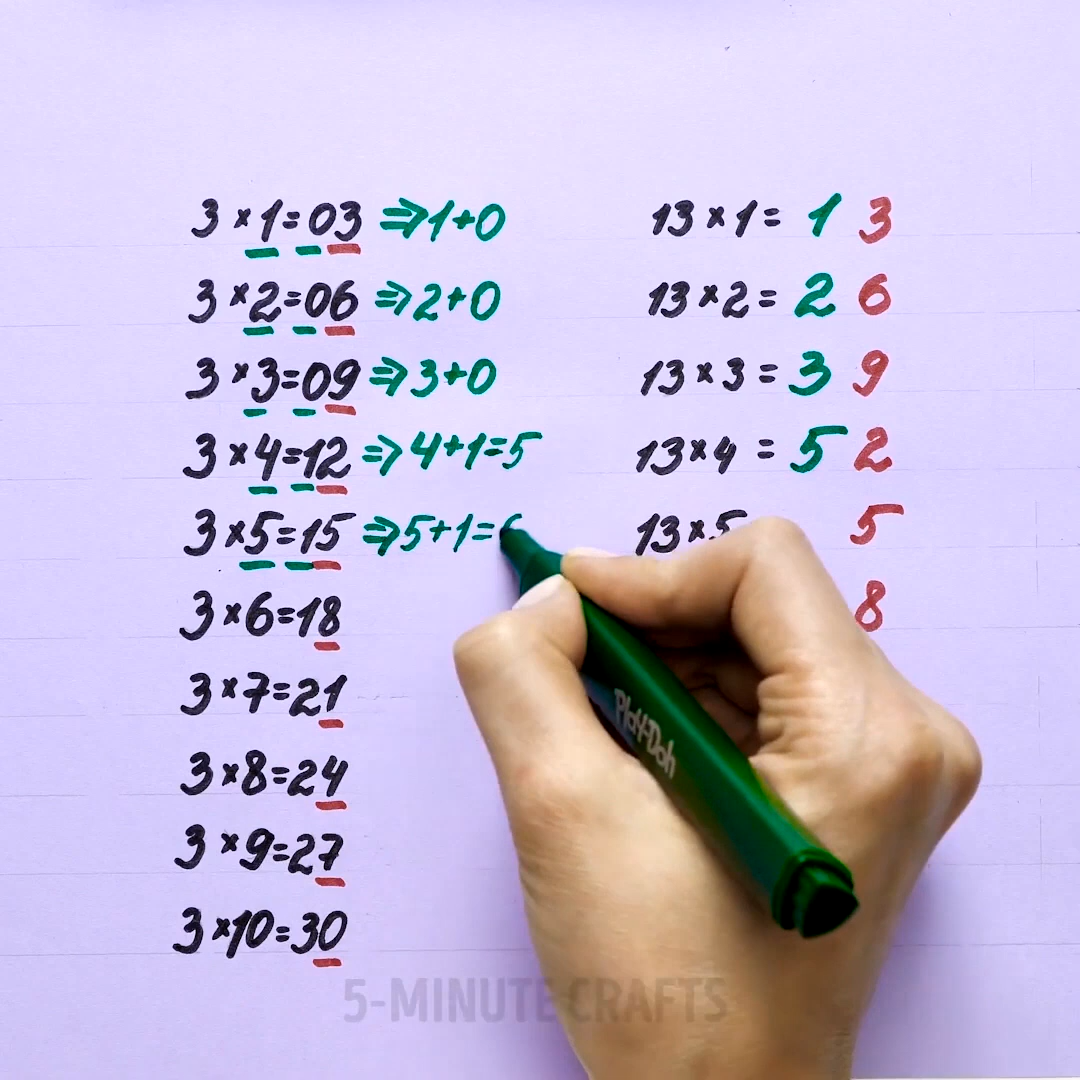 3×1=03 ⇒1+0 13×1= 1 3
3×2=06 ⇒2+0 13×2= 2 6
3×3=09 ⇒3+0 13×3= 3 9
3×4=12 ⇒4+1=5 13×4= 5 2
3×5=15 ⇒5+1= 13×5 5
3×6=18 8
3×7=21
3×8=24
3×9=27
3×10=30
Play-Doh
5-MINUTE CRAFTS